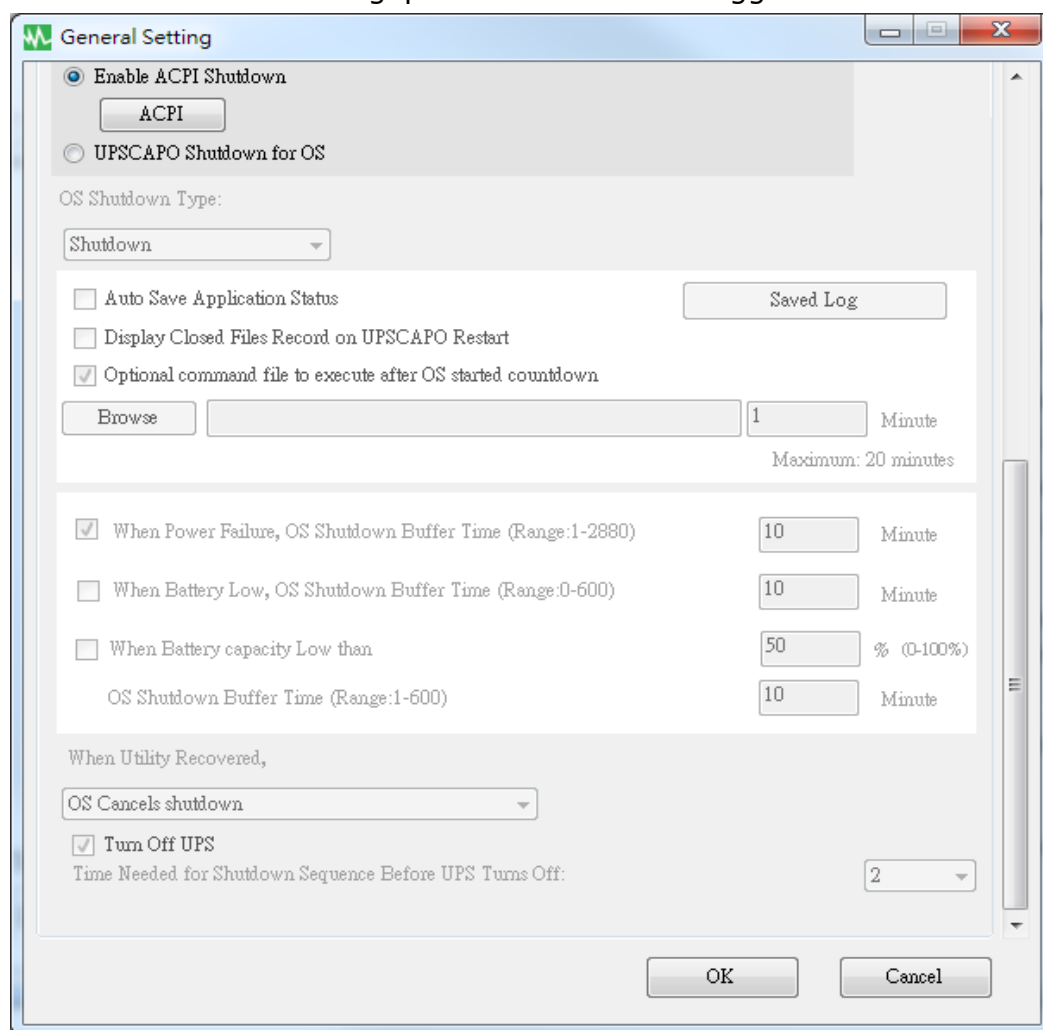 General Setting
Enable ACPI Shutdown
ACPI
UPSCAPO Shutdown for OS
OS Shutdown Type:
Shutdown
Auto Save Application Status
Saved Log
Display Closed Files Record on UPSCAPO Restart
Optional command file to execute after OS started countdown
Browse 1 Minute
Maximum: 20 minutes
When Power Failure, OS Shutdown Buffer Time (Range:1-2880) 10 Minute
When Battery Low, OS Shutdown Buffer Time (Range:0-600) 10 Minute
When Battery capacity Low than 50 % (0-100%)
OS Shutdown Buffer Time (Range:1-600) 10 Minute
When Utility Recovered,
OS Cancels shutdown
Turn Off UPS
Time Needed for Shutdown Sequence Before UPS Turns Off: 2
OK Cancel